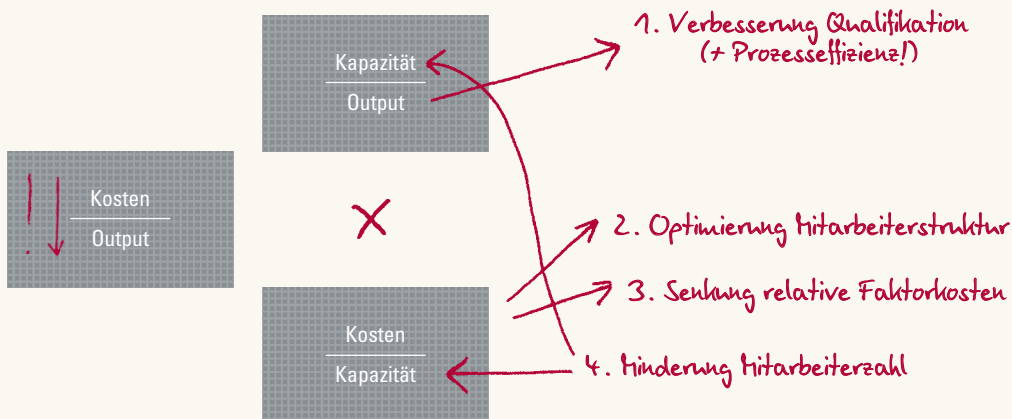 Kapazität
Output
1. Verbesserung Qualifikation
(+ Prozesseffizienz!)
!
Kosten
Output
X
2. Optimierung Mitarbeiterstruktur
3. Senkung relative Faktorkosten
Kosten
Kapazität
4. Minderung Mitarbeiterzahl